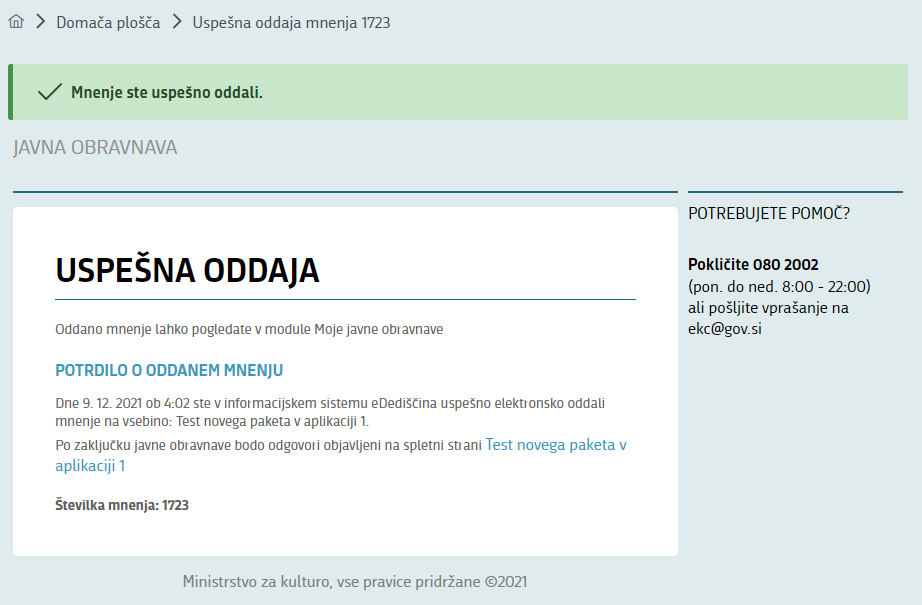 Domača plošča > Uspešna oddaja mnenja 1723
Mnenje ste uspešno oddali.
JAVNA OBRAVNAVA
USPEŠNA ODDAJA
Oddano mnenje lahko pogledate v module Moje javne obravnave
POTRDILO O ODDANEM MNENJU
Dne 9. 12. 2021 ob 4:02 ste v informacijskem sistemu eDediščina uspešno elektronsko oddali
mnenje na vsebino: Test novega paketa v aplikaciji 1.
Po zaključku javne obravnave bodo odgovori objavljeni na spletni strani Test novega paketa v
aplikaciji 1
Številka mnenja: 1723
POTREBUJETE POMOČ?
Pokličite 080 2002
(pon. do ned. 8:00 - 22:00)
ali pošljite vprašanje na
ekc@gov.si
Ministrstvo za kulturo, vse pravice pridržane ©2021